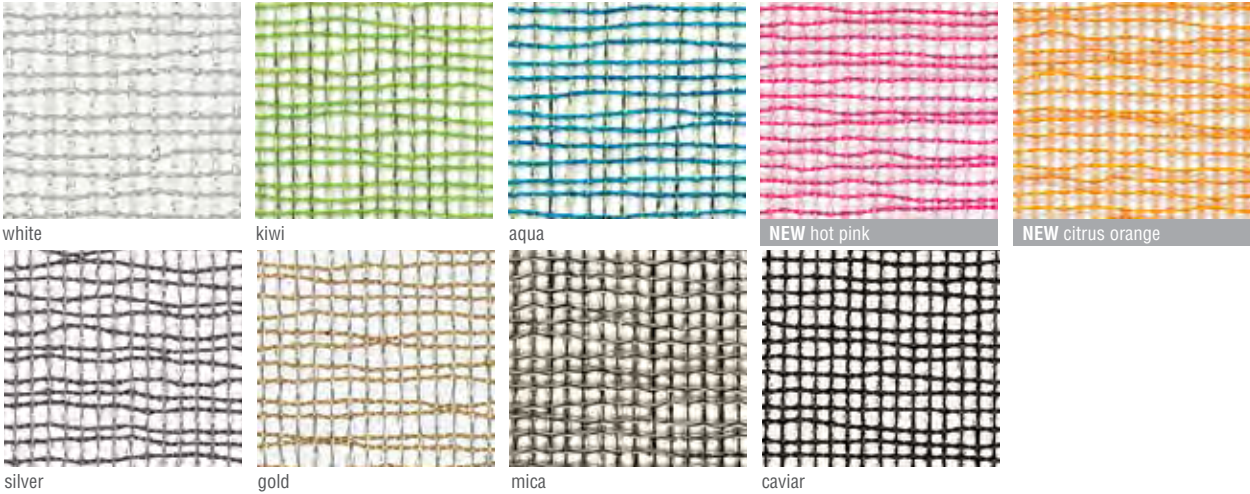 white
kiwi
aqua
NEW hot pink
NEW citrus orange
silver
gold
mica
caviar